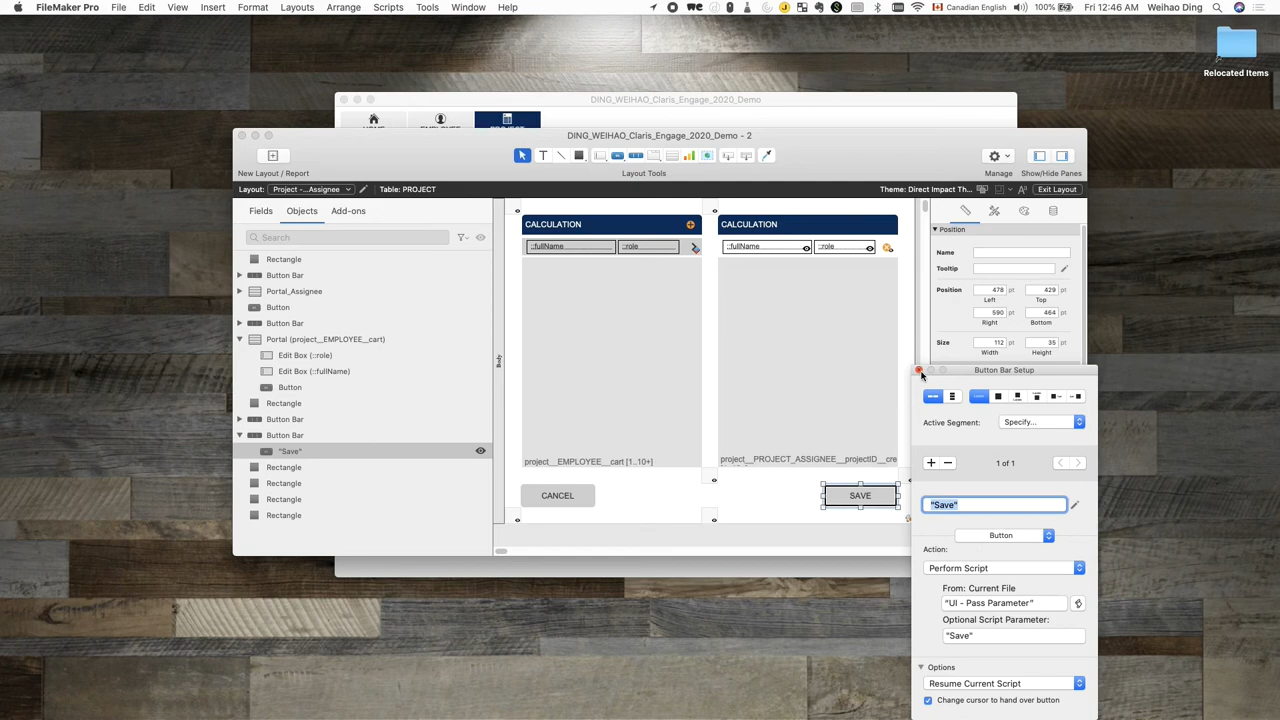 FileMaker Pro File Edit View Insert Format Layouts Arrange Scripts Tools Window Help Canadian English 100% Fri 12:46 AM Weihao Ding
Relocated Items
DING_WEIHAO_Claris_Engage_2020_Demo
DING_WEIHAO_Claris_Engage_2020_Demo - 2
New Layout / Report Layout Tools Manage Show/Hide Panes
Layout: Project -...Assignee Table: PROJECT Theme: Direct Impact Th... Exit Layout
Fields Objects Add-ons
Search
Rectangle
Button Bar
Portal_Assignee
Button
Button Bar
Portal (project__EMPLOYEE__cart)
Edit Box (::role)
Edit Box (::fullName)
Button
Rectangle
Button Bar
Button Bar
"Save"
Rectangle
Rectangle
Rectangle
Rectangle
Body
CALCULATION
::fullName ::role
project__EMPLOYEE__cart [1..10+]
CANCEL
CALCULATION
::fullName ::role
project__PROJECT_ASSIGNEE__projectID__cre
SAVE
Position
Name
Tooltip
Position 478 pt 429 pt
Left Top
590 pt 464 pt
Right Bottom
Size 112 pt 35 pt
Width Height
Button Bar Setup
Active Segment: Specify...
1 of 1
"Save"
Button
Action:
Perform Script
From: Current File
"UI - Pass Parameter"
Optional Script Parameter:
"Save"
Options
Resume Current Script
Change cursor to hand over button